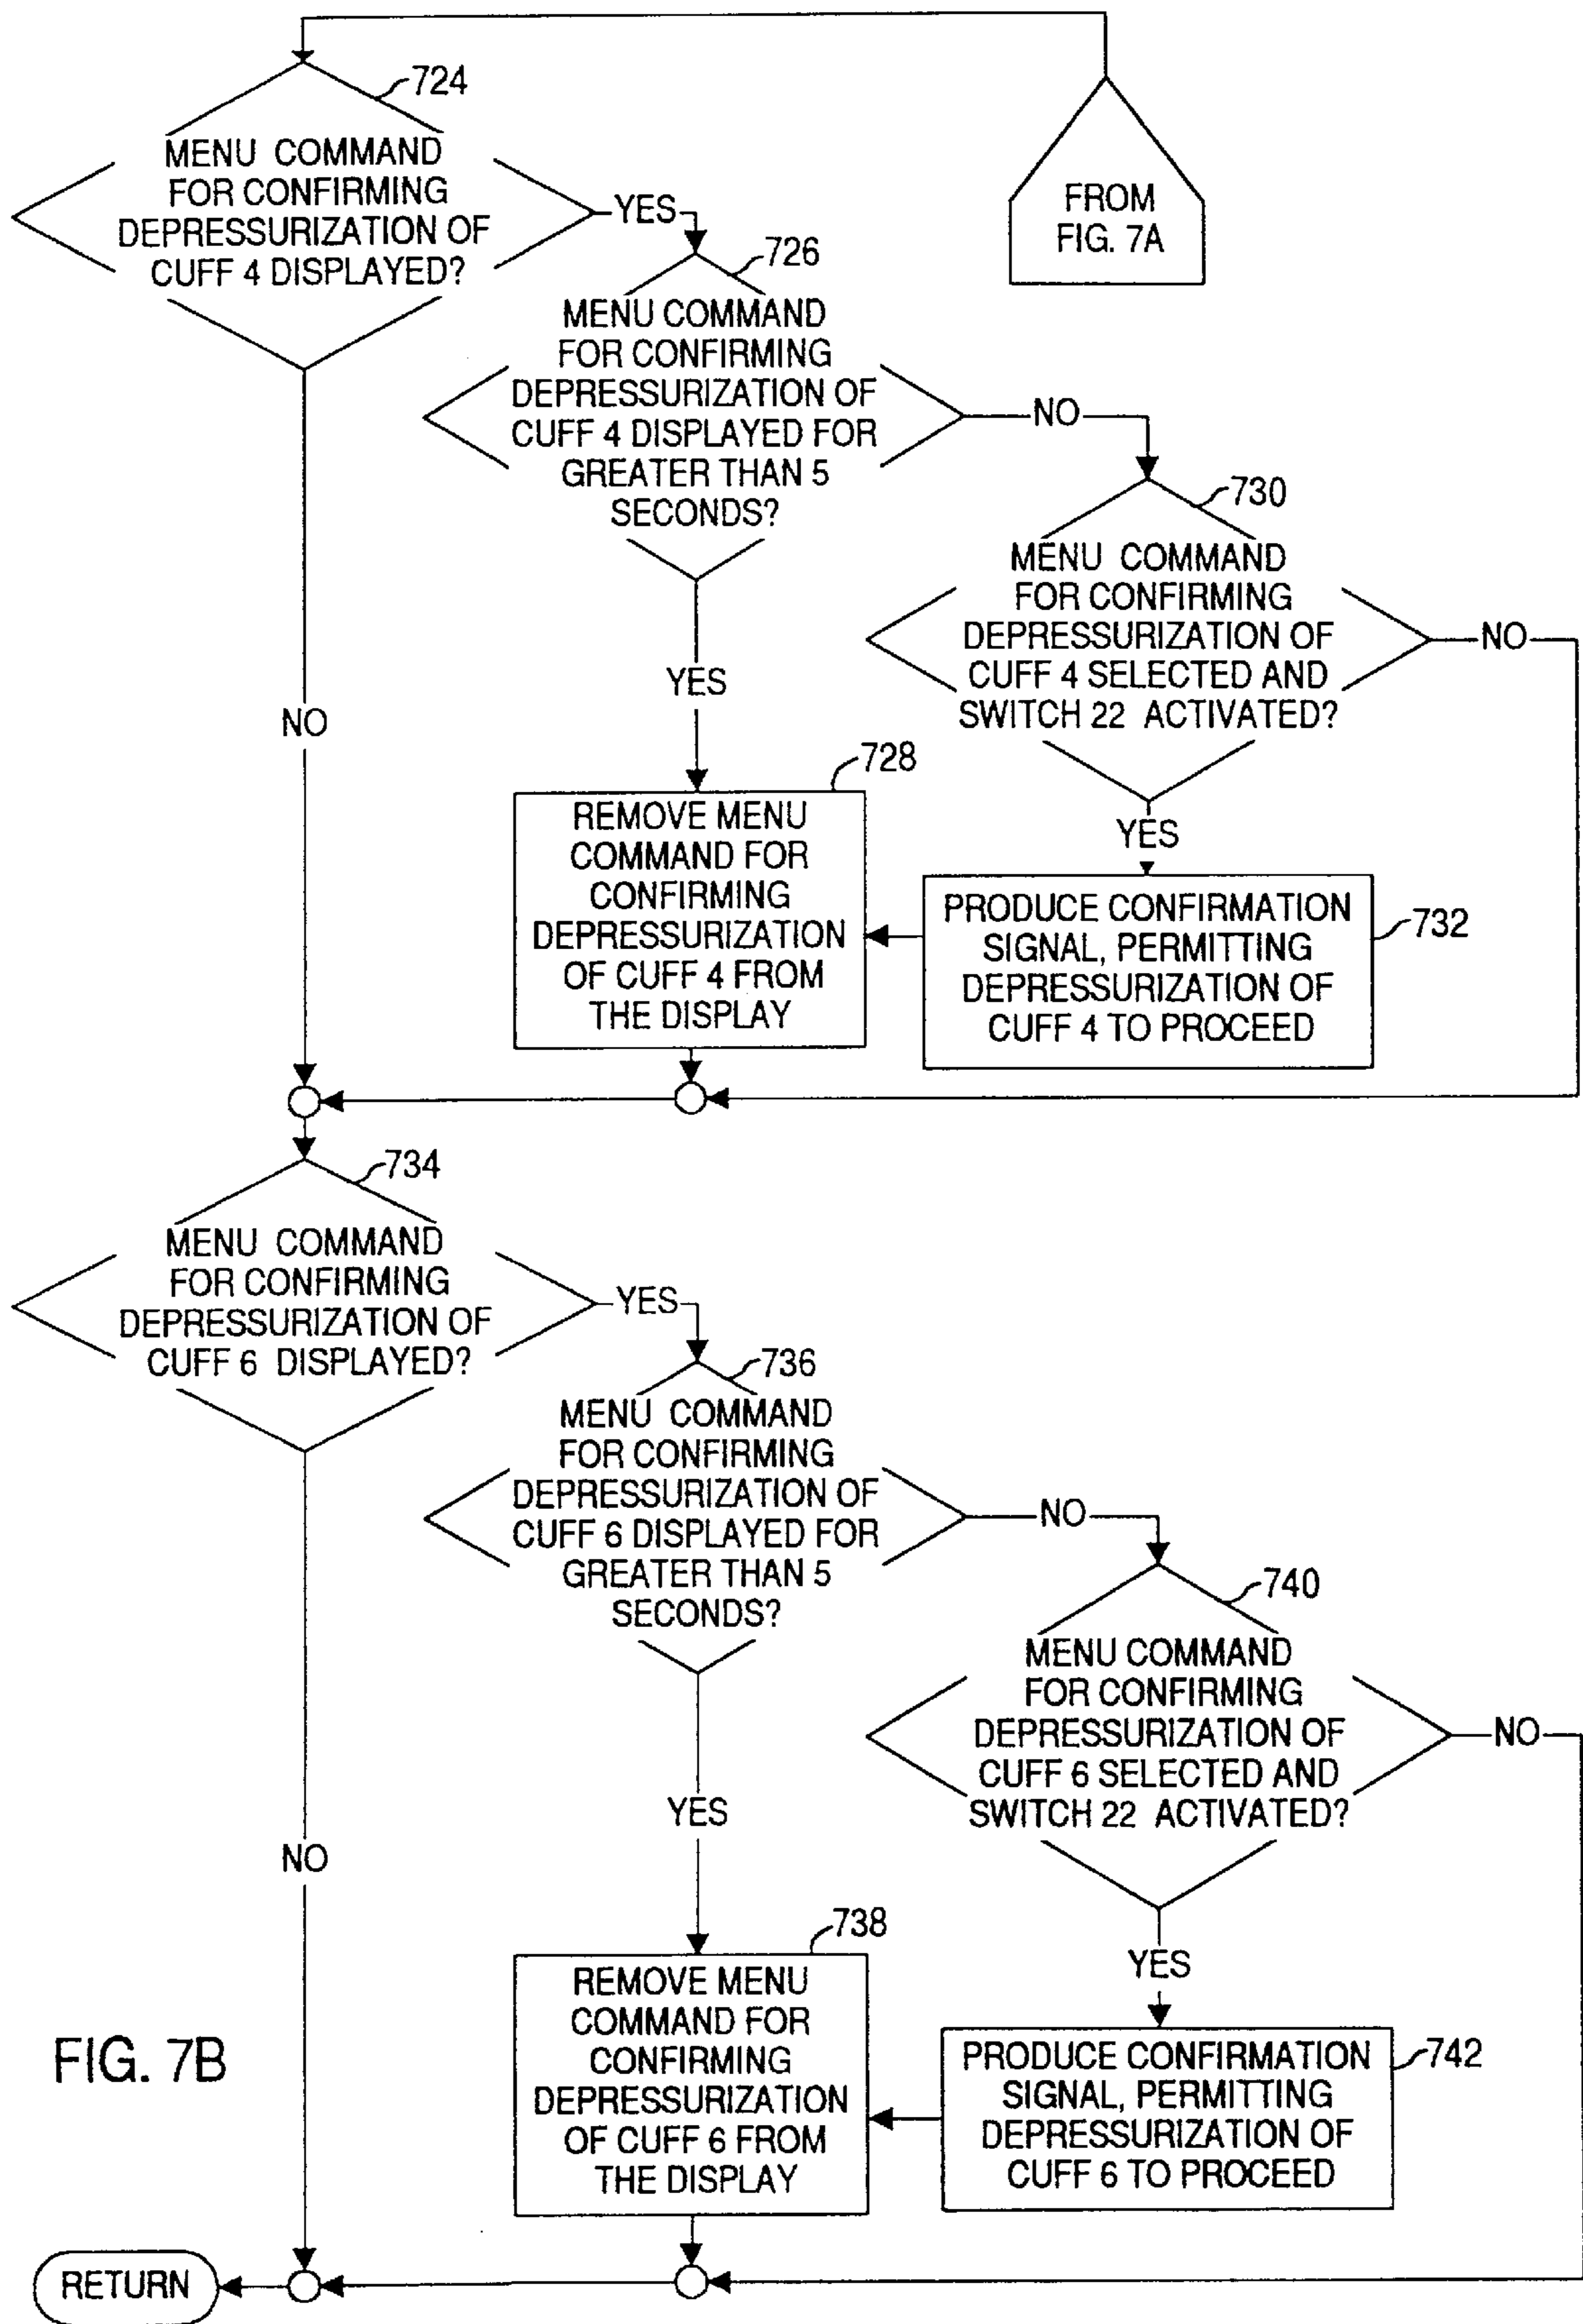 724
MENU COMMAND
FOR CONFIRMING
DEPRESSURIZATION OF
CUFF 4 DISPLAYED?
YES
NO
FROM
FIG. 7A
726
MENU COMMAND
FOR CONFIRMING
DEPRESSURIZATION OF
CUFF 4 DISPLAYED FOR
GREATER THAN 5
SECONDS?
NO
YES
730
MENU COMMAND
FOR CONFIRMING
DEPRESSURIZATION OF
CUFF 4 SELECTED AND
SWITCH 22 ACTIVATED?
NO
YES
728
REMOVE MENU
COMMAND FOR
CONFIRMING
DEPRESSURIZATION
OF CUFF 4 FROM
THE DISPLAY
732
PRODUCE CONFIRMATION
SIGNAL, PERMITTING
DEPRESSURIZATION OF
CUFF 4 TO PROCEED
734
MENU COMMAND
FOR CONFIRMING
DEPRESSURIZATION OF
CUFF 6 DISPLAYED?
YES
NO
736
MENU COMMAND
FOR CONFIRMING
DEPRESSURIZATION OF
CUFF 6 DISPLAYED FOR
GREATER THAN 5
SECONDS?
NO
YES
740
MENU COMMAND
FOR CONFIRMING
DEPRESSURIZATION OF
CUFF 6 SELECTED AND
SWITCH 22 ACTIVATED?
NO
YES
738
REMOVE MENU
COMMAND FOR
CONFIRMING
DEPRESSURIZATION
OF CUFF 6 FROM
THE DISPLAY
742
PRODUCE CONFIRMATION
SIGNAL, PERMITTING
DEPRESSURIZATION OF
CUFF 6 TO PROCEED
FIG. 7B
RETURN